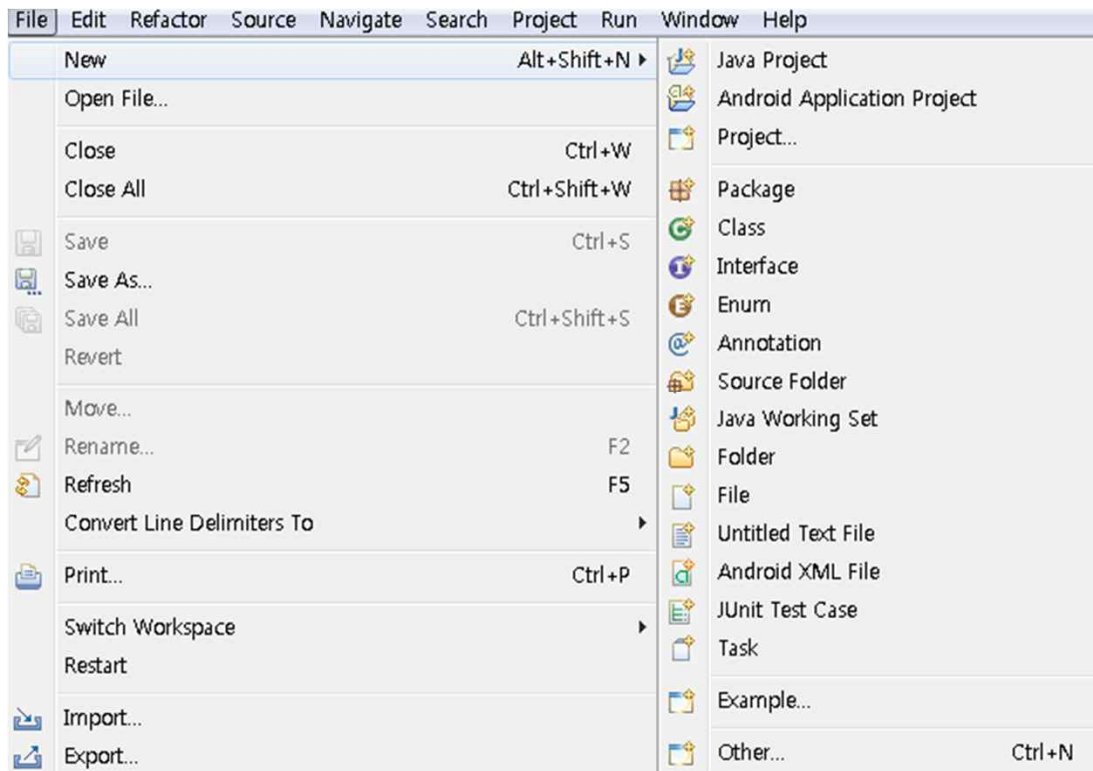 File Edit Refactor Source Navigate Search Project Run Window Help
New Alt+Shift+N
Open File...
Close Ctrl+W
Close All Ctrl+Shift+W
Save Ctrl+S
Save As...
Save All Ctrl+Shift+S
Revert
Move...
Rename... F2
Refresh F5
Convert Line Delimiters To
Print... Ctrl+P
Switch Workspace
Restart
Import...
Export...
Java Project
Android Application Project
Project...
Package
Class
Interface
Enum
Annotation
Source Folder
Java Working Set
Folder
File
Untitled Text File
Android XML File
JUnit Test Case
Task
Example...
Other... Ctrl+N